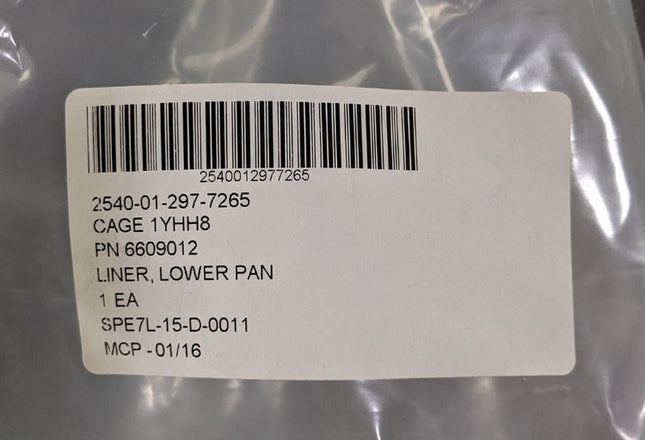 2540012977265
2540-01-297-7265
CAGE 1YHH8
PN 6609012
LINER, LOWER PAN
1 EA
SPE7L-15-D-0011
MCP - 01/16